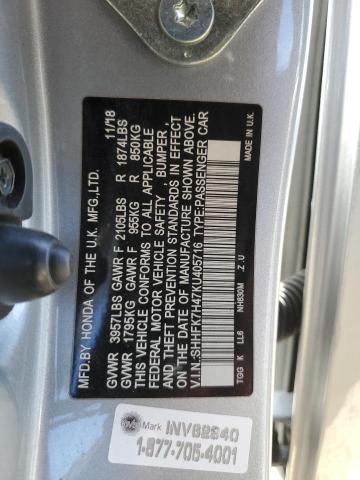 MFD.BY HONDA OF THE U.K. MFG.,LTD. 11/18
GVWR 3957LBS GAWR F 2105LBS R 1874LBS
GVWR 1795KG GAWR F 955KG R 850KG
THIS VEHICLE CONFORMS TO ALL APPLICABLE
FEDERAL MOTOR VEHICLE SAFETY , BUMPER ,
AND THEFT PREVENTION STANDARDS IN EFFECT
ON THE DATE OF MANUFACTURE SHOWN ABOVE.
V.I.N.:SHHFK7H47KU405716 TYPE:PASSENGER CAR
MADE IN U.K.
TGG K LL6 NH830M .Z.U
Mark INV62940
1-877-705-4001